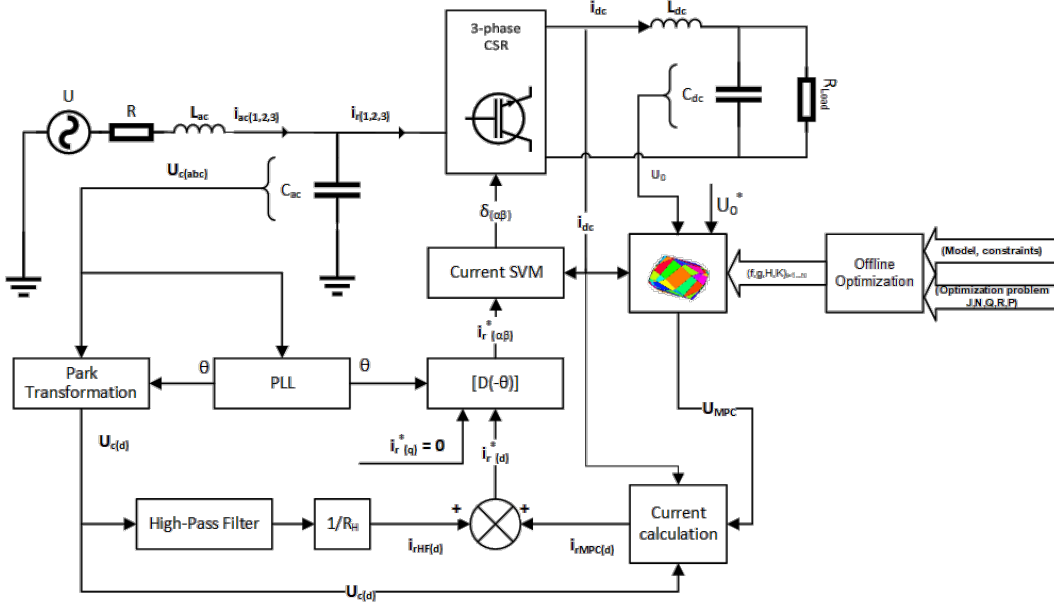 i_dc
L_dc
3-phase
CSR
C_dc
R_Load
U
R
L_ac
i_ac(1,2,3)
i_r(1,2,3)
U_c(abc)
C_ac
U_0
U_0^*
δ_(αβ)
i_dc
Current SVM
Offline
Optimization
(Model, constraints)
(Optimization problem
J,N,Q,R,P)
i_r^*_(αβ)
Park
Transformation
θ
PLL
θ
[D(-θ)]
U_MPC
U_c(d)
i_r^*_(q) = 0
i_r^*_(d)
High-Pass Filter
1/R_H
+
+
Current
calculation
i_rHF(d)
i_rMPC(d)
U_c(d)